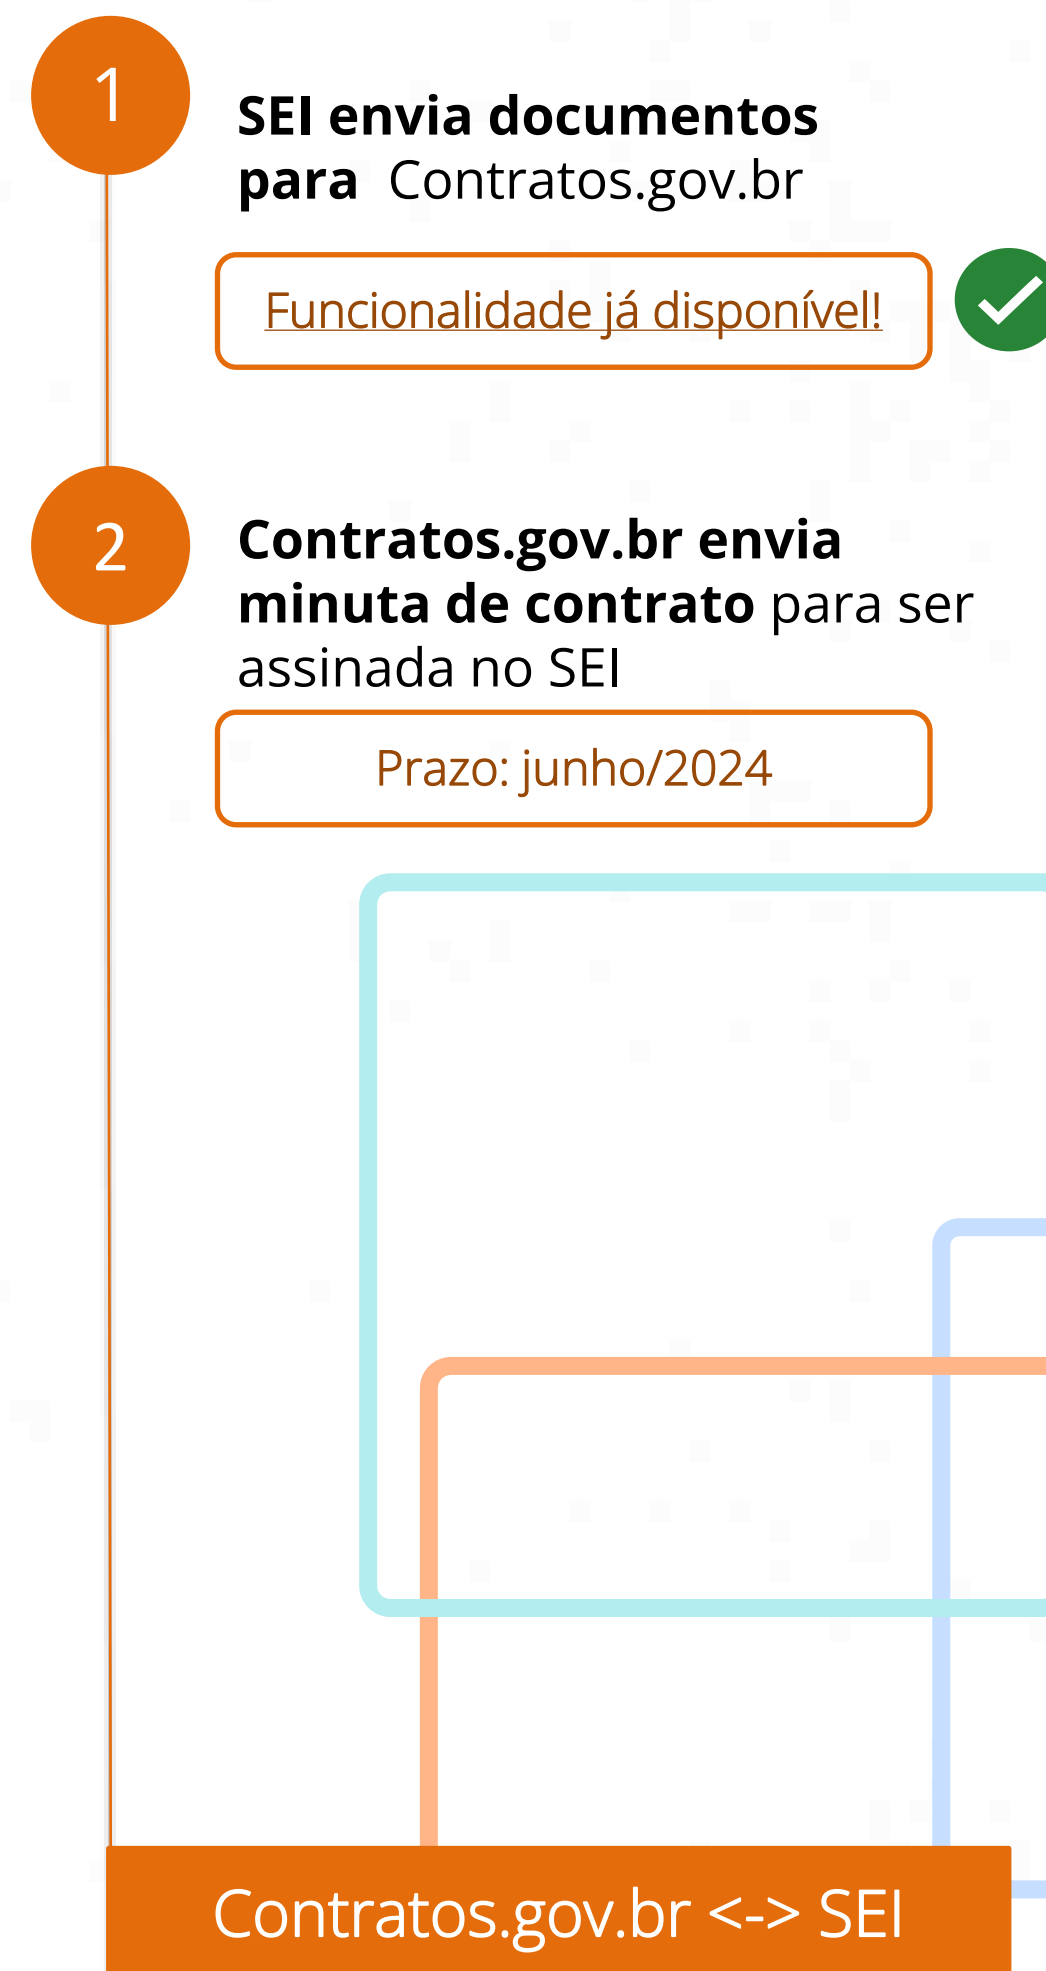 1
SEI envia documentos
para Contratos.gov.br
Funcionalidade já disponível!
2
Contratos.gov.br envia
minuta de contrato para ser
assinada no SEI
Prazo: junho/2024
Contratos.gov.br <-> SEI